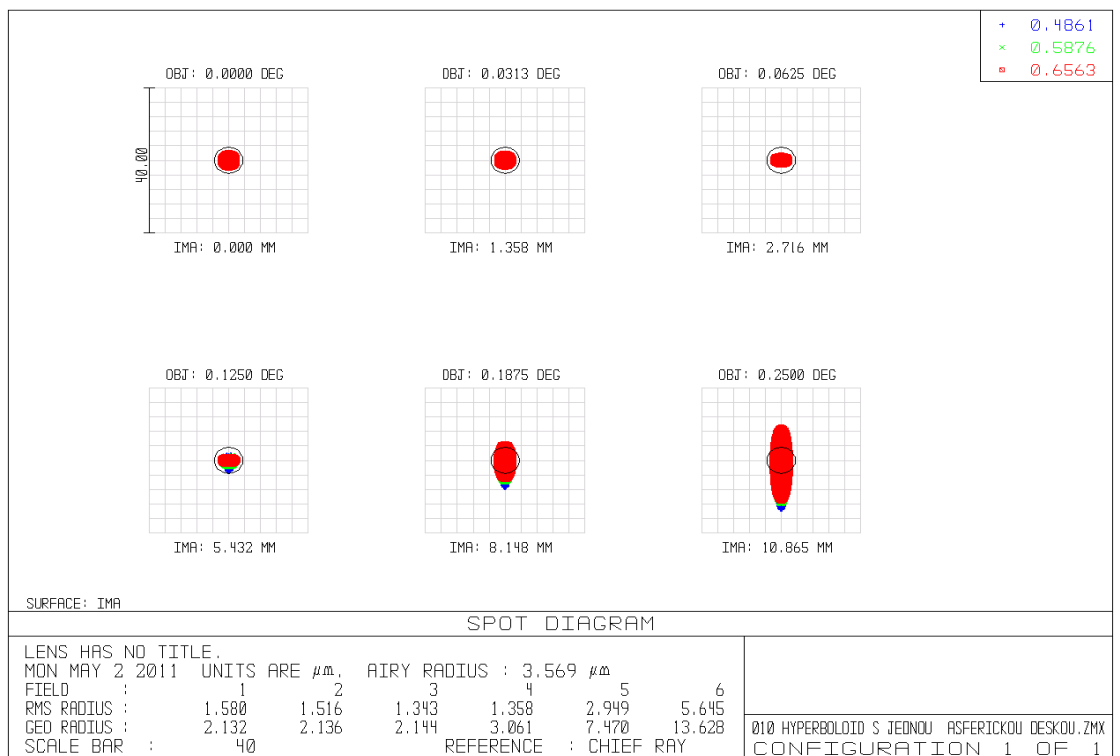 0.4861
0.5876
0.6563
OBJ: 0.0000 DEG
OBJ: 0.0313 DEG
OBJ: 0.0625 DEG
40.00
IMA: 0.000 MM
IMA: 1.358 MM
IMA: 2.716 MM
OBJ: 0.1250 DEG
OBJ: 0.1875 DEG
OBJ: 0.2500 DEG
IMA: 5.432 MM
IMA: 8.148 MM
IMA: 10.865 MM
SURFACE: IMA
SPOT DIAGRAM
LENS HAS NO TITLE.
MON MAY 2 2011 UNITS ARE µm. AIRY RADIUS : 3.569 µm
FIELD : 1 2 3 4 5 6
RMS RADIUS : 1.580 1.516 1.343 1.358 2.949 5.645
GEO RADIUS : 2.132 2.136 2.144 3.061 7.470 13.628
SCALE BAR : 40 REFERENCE : CHIEF RAY
010 HYPERBOLOID S JEDNOU ASFERICKOU DESKOU.ZMX
CONFIGURATION 1 OF 1